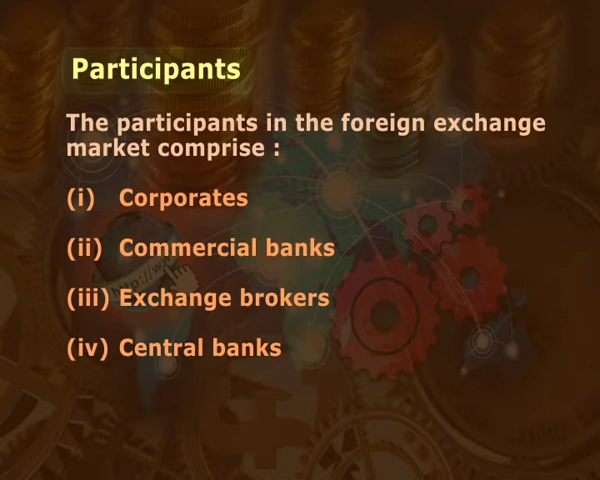 Participants
The participants in the foreign exchange
market comprise :
(i) Corporates
(ii) Commercial banks
(iii) Exchange brokers
(iv) Central banks
http://w